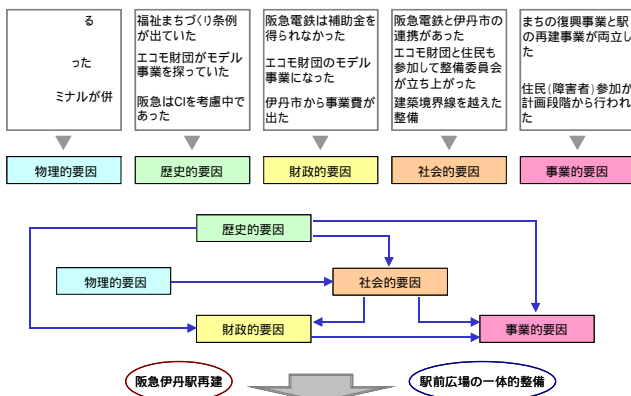 る
った
ミナルが併
福祉まちづくり条例
が出ていた
エコモ財団がモデル
事業を探っていた
阪急はCIを考慮中で
あった
阪急電鉄は補助金を
得られなかった
エコモ財団のモデル
事業になった
伊丹市から事業費が
出た
阪急電鉄と伊丹市の
連携があった
エコモ財団と住民も
参加して整備委員会
が立ち上がった
建築境界線を越えた
整備
まちの復興事業と駅
の再建事業が両立し
た
住民(障害者)参加が
計画段階から行われ
た
物理的要因
歴史的要因
財政的要因
社会的要因
事業的要因
歴史的要因
物理的要因
社会的要因
財政的要因
事業的要因
阪急伊丹駅再建
駅前広場の一体的整備